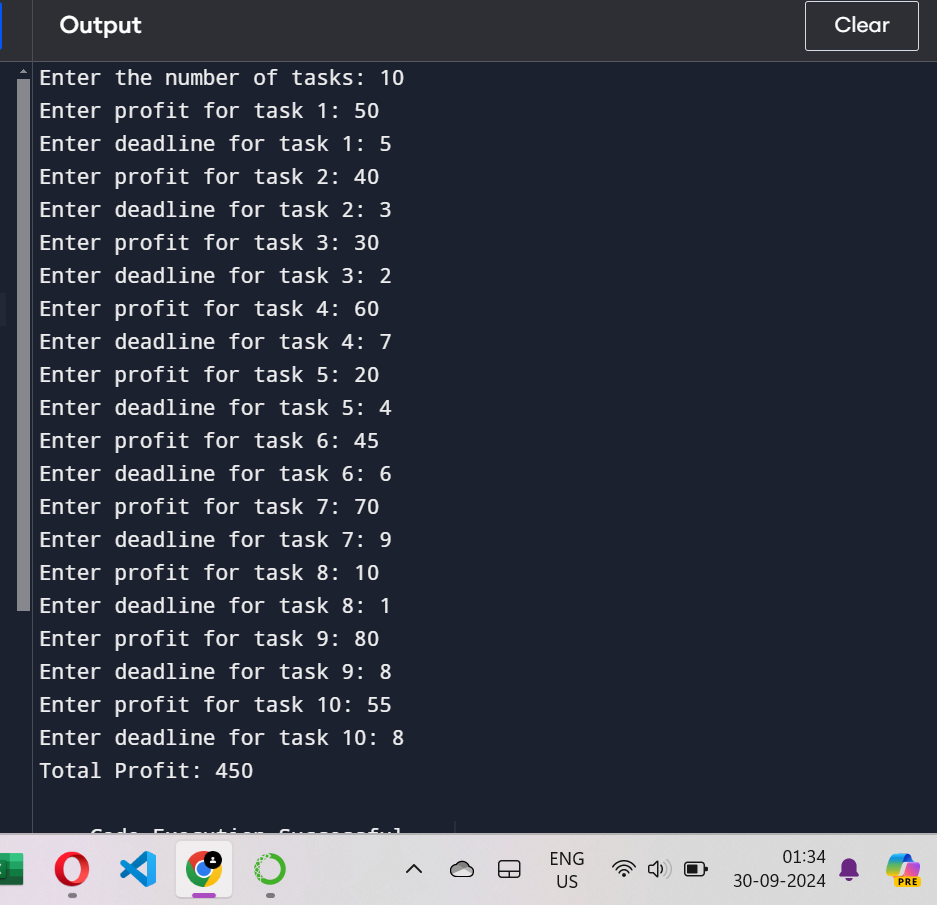 Output
Clear
Enter the number of tasks: 10
Enter profit for task 1: 50
Enter deadline for task 1: 5
Enter profit for task 2: 40
Enter deadline for task 2: 3
Enter profit for task 3: 30
Enter deadline for task 3: 2
Enter profit for task 4: 60
Enter deadline for task 4: 7
Enter profit for task 5: 20
Enter deadline for task 5: 4
Enter profit for task 6: 45
Enter deadline for task 6: 6
Enter profit for task 7: 70
Enter deadline for task 7: 9
Enter profit for task 8: 10
Enter deadline for task 8: 1
Enter profit for task 9: 80
Enter deadline for task 9: 8
Enter profit for task 10: 55
Enter deadline for task 10: 8
Total Profit: 450
Code Execution Successful
ENG
US
01:34
30-09-2024
PRE